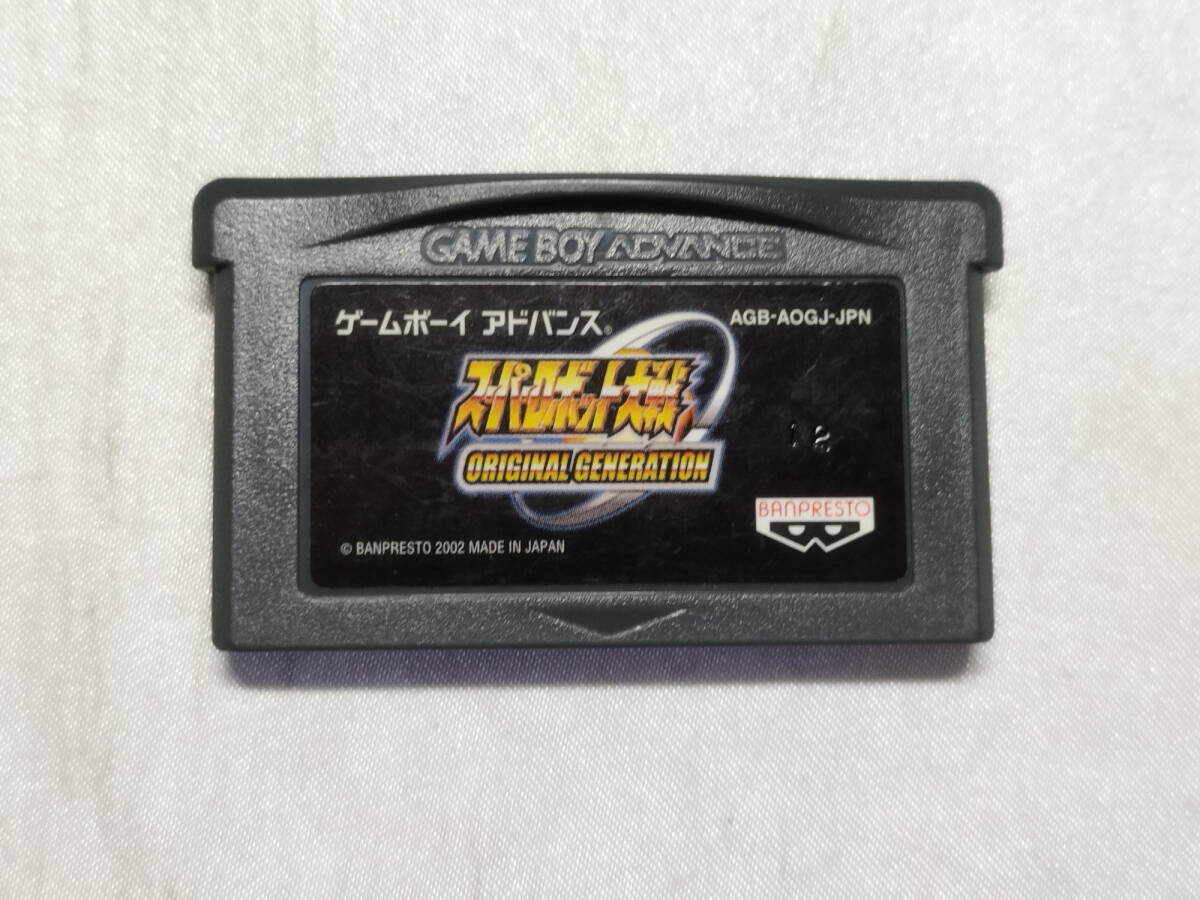 GAME BOY ADVANCE
ゲームボーイ アドバンス® AGB-AOGJ-JPN
スーパーロボット大戦
ORIGINAL GENERATION
12
BANPRESTO
© BANPRESTO 2002 MADE IN JAPAN